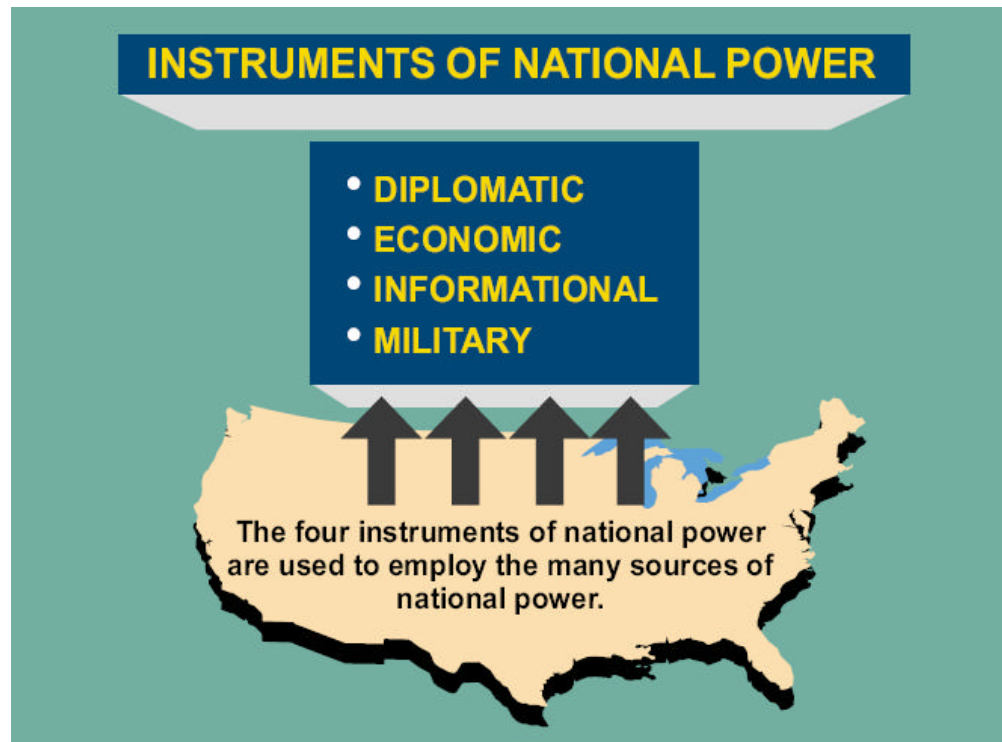 INSTRUMENTS OF NATIONAL POWER
• DIPLOMATIC
• ECONOMIC
• INFORMATIONAL
• MILITARY
The four instruments of national power
are used to employ the many sources of
national power.